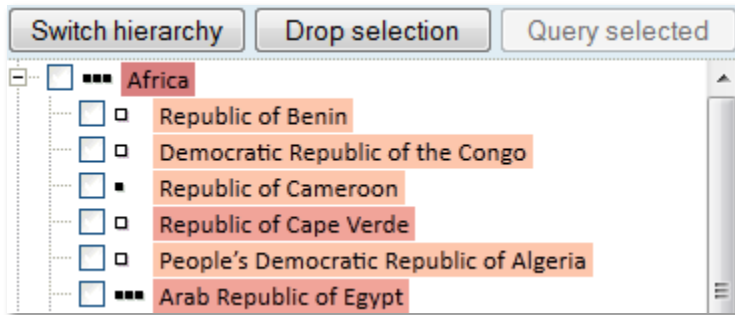 Switch hierarchy Drop selection Query selected
Africa
Republic of Benin
Democratic Republic of the Congo
Republic of Cameroon
Republic of Cape Verde
People’s Democratic Republic of Algeria
Arab Republic of Egypt